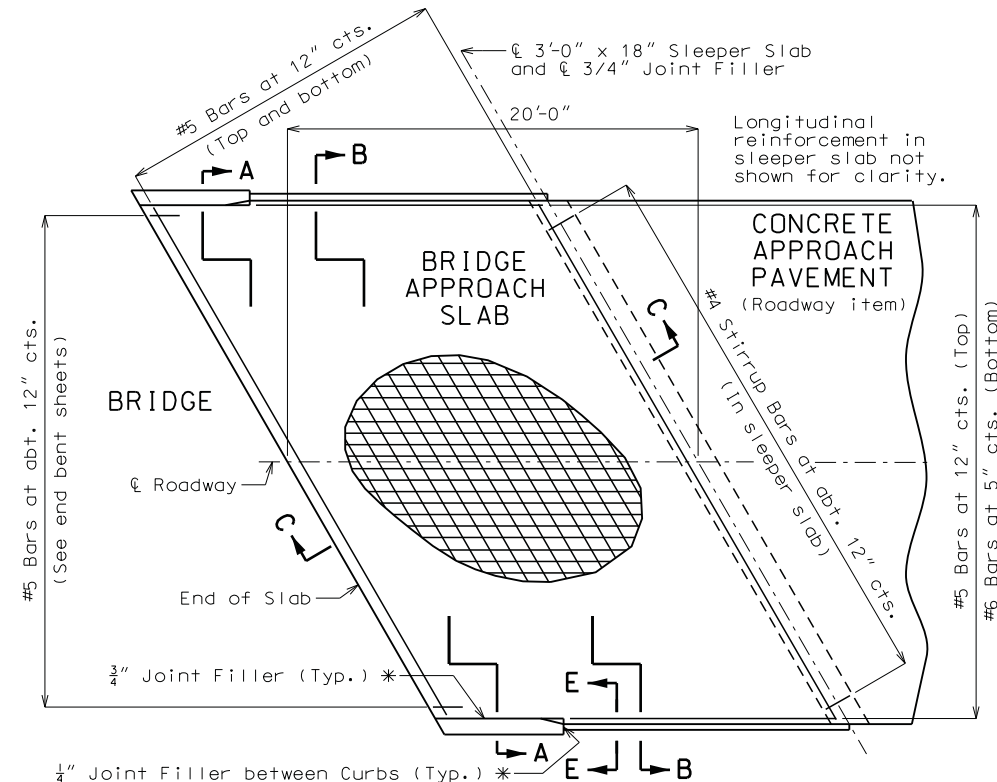 #5 Bars at 12" cts.
(Top and bottom)
℄ 3'-0" x 18" Sleeper Slab
and ℄ 3/4" Joint Filler
20'-0"
Longitudinal
reinforcement in
sleeper slab not
shown for clarity.
A
B
CONCRETE
APPROACH
PAVEMENT
(Roadway item)
BRIDGE
APPROACH
SLAB
C
#4 Stirrup Bars at abt. 12" cts.
(In sleeper slab)
#5 Bars at abt. 12" cts.
(See end bent sheets)
BRIDGE
#5 Bars at 12" cts. (Top)
#6 Bars at 5" cts. (Bottom)
℄ Roadway
C
End of Slab
¾" Joint Filler (Typ.) *
E
A
¼" Joint Filler between Curbs (Typ.) *
E
B